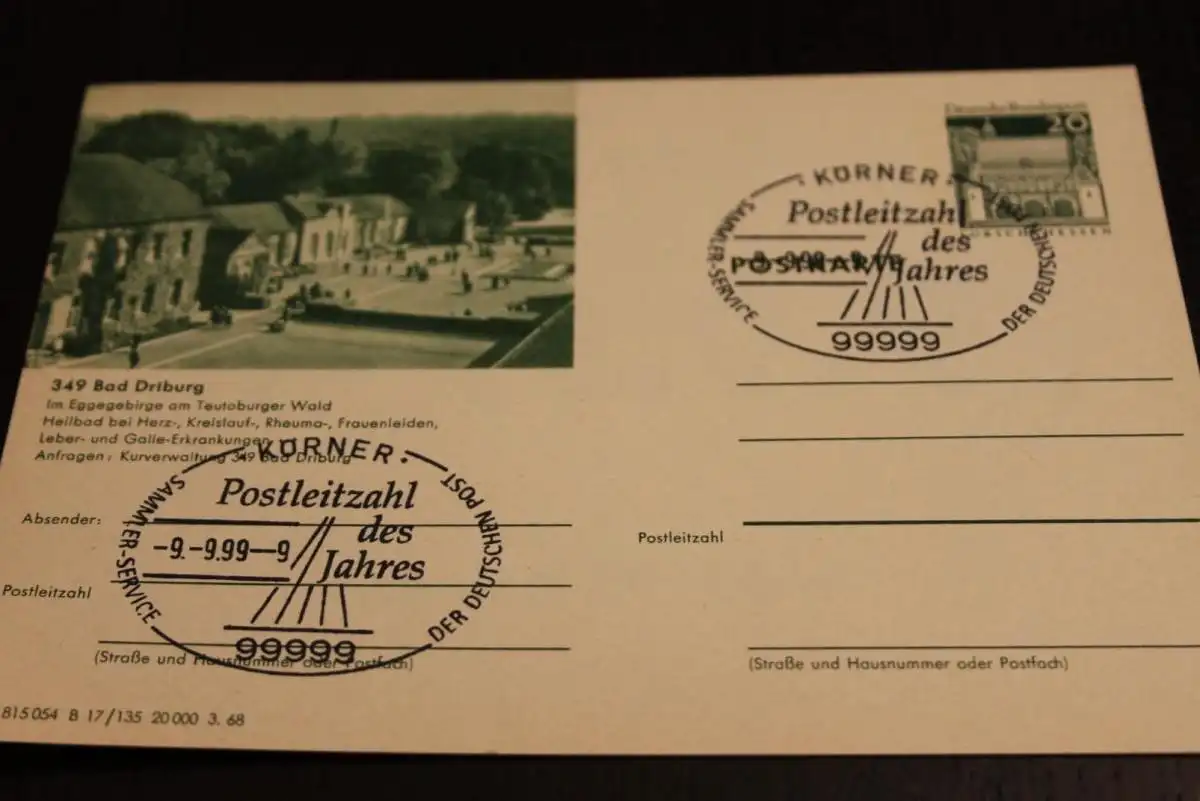 349 Bad Driburg
Im Eggegebirge am Teutoburger Wald
Heilbad bei Herz-, Kreislauf-, Rheuma-, Frauenleiden,
Leber- und Galle-Erkrankungen
Anfragen: Kurverwaltung 349 Bad Driburg
Absender:
Postleitzahl
(Straße und Hausnummer oder Postfach)
815054 B 17/135 20000 3. 68
KÖRNER
SAMMLER-SERVICE
DER DEUTSCHEN POST
Postleitzahl
des
Jahres
-9.-9.99--9
99999
20
POSTKARTE
KÖRNER
SAMMLER-SERVICE
DER DEUTSCHEN
Postleitzahl
des
Jahres
99999
Postleitzahl
(Straße und Hausnummer oder Postfach)